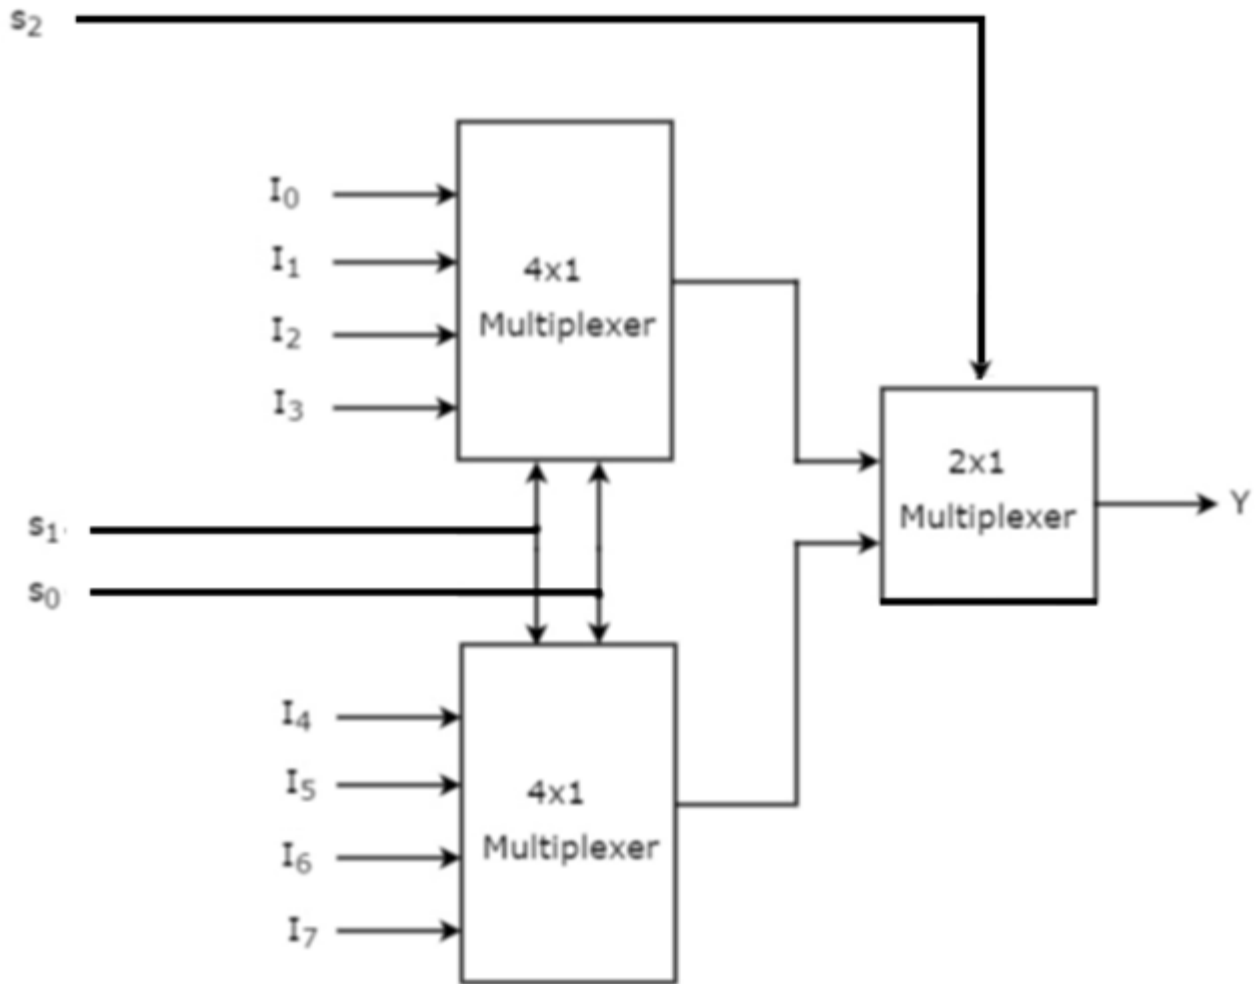 s₂
I₀
I₁
I₂
I₃
4x1
Multiplexer
2x1
Multiplexer
Y
s₁
s₀
I₄
I₅
I₆
I₇
4x1
Multiplexer